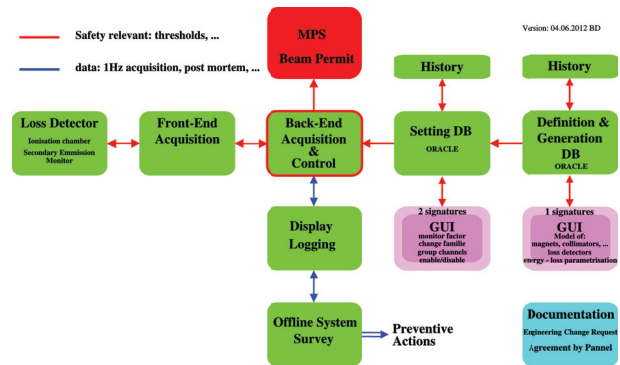 Safety relevant: thresholds, ...
data: 1Hz acquisition, post mortem, ...
MPS
Beam Permit
Version: 04.06.2012 BD
History
History
Loss Detector
Ionisation chamber
Secondary Emmission
Monitor
Front-End
Acquisition
Back-End
Acquisition
&
Control
Setting DB
ORACLE
Definition &
Generation
DB
ORACLE
Display
Logging
2 signatures
GUI
monitor factor
change familie
group channels
enable/disable
1 signatures
GUI
Model of:
magnets, collimators, ...
loss detectors
energy - loss parametrisation
Offline System
Survey
Preventive
Actions
Documentation
Engineering Change Request
Agreement by Pannel